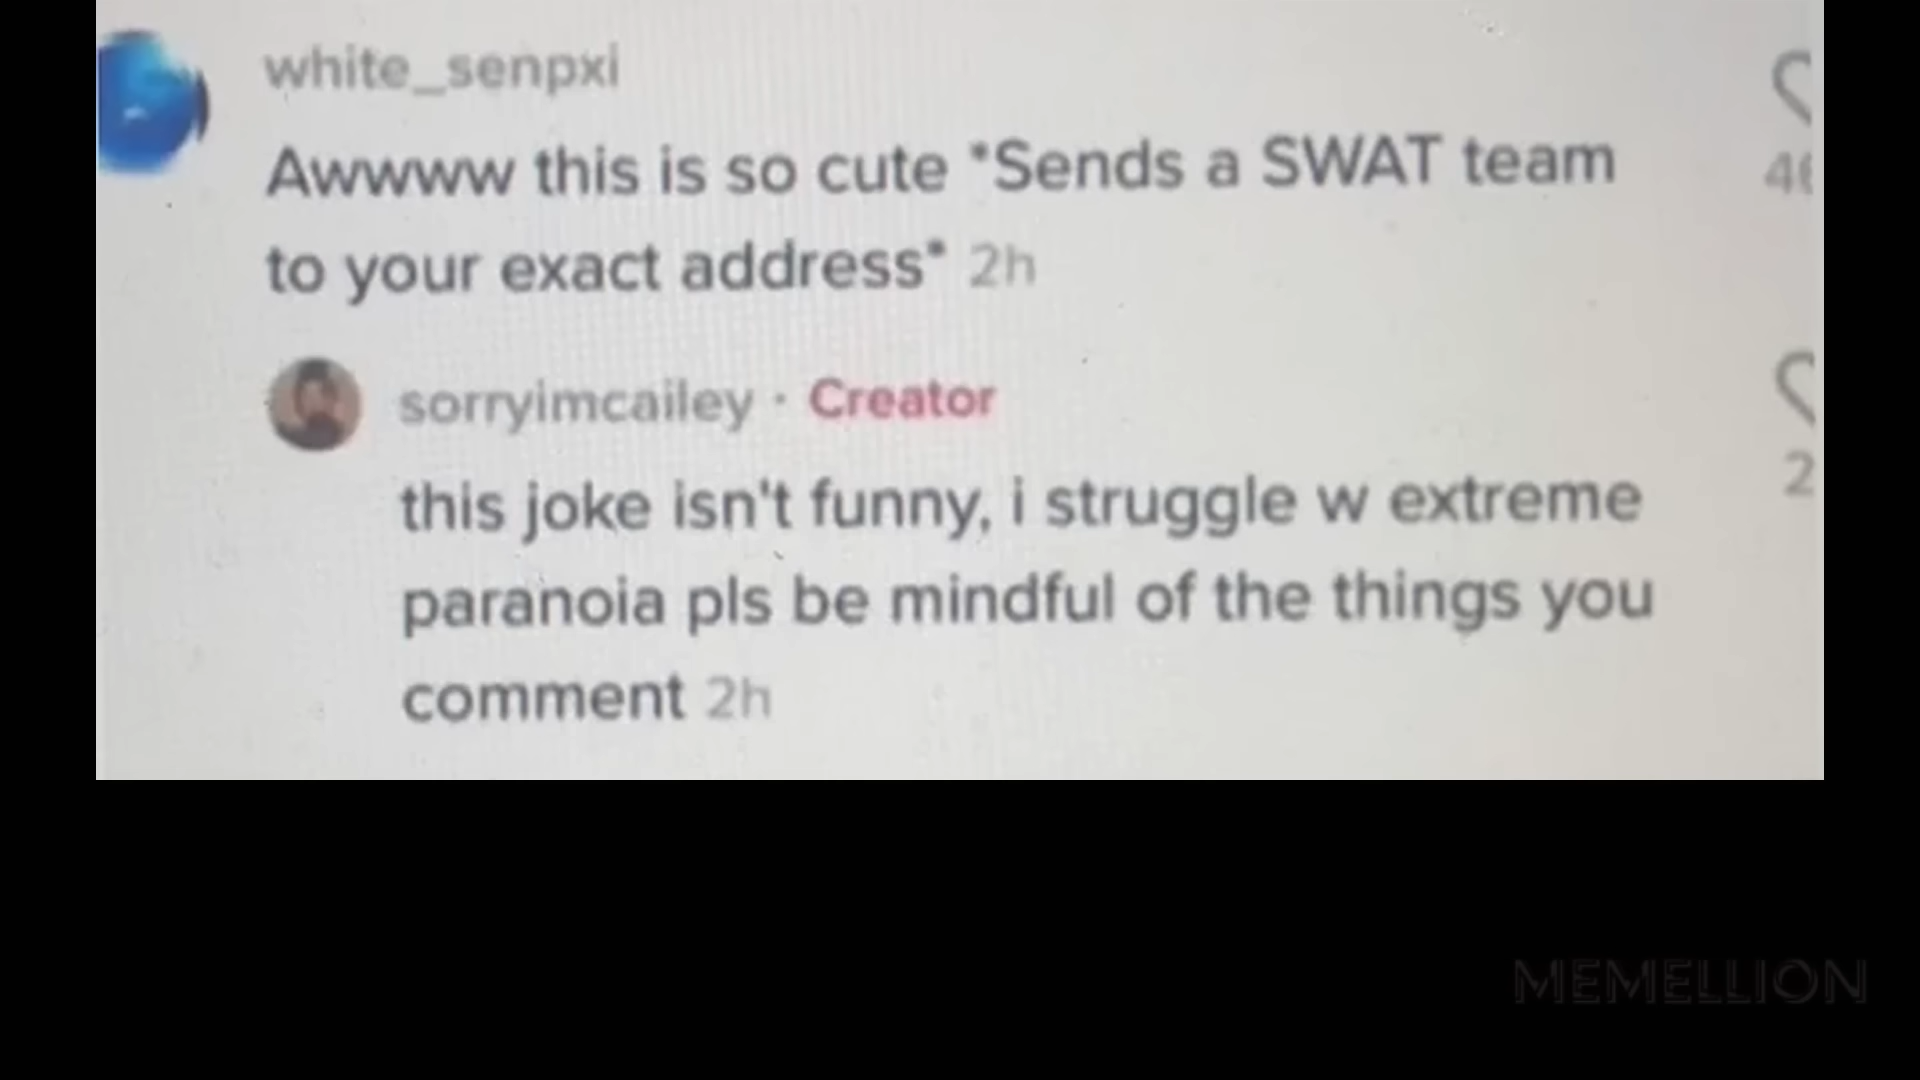 white_senpxi
Awwww this is so cute *Sends a SWAT team
to your exact address* 2h
sorryimcailey · Creator
this joke isn't funny, i struggle w extreme
paranoia pls be mindful of the things you
comment 2h
2
MEMELLION